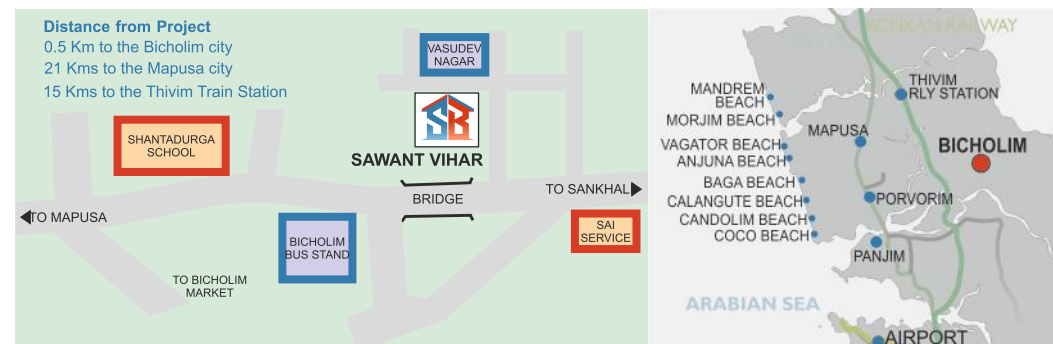 Distance from Project
0.5 Km to the Bicholim city
21 Kms to the Mapusa city
15 Kms to the Thivim Train Station
VASUDEV
NAGAR
SHANTADURGA
SCHOOL
SB
SAWANT VIHAR
BRIDGE
TO SANKHAL
TO MAPUSA
SAI
SERVICE
BICHOLIM
BUS STAND
TO BICHOLIM
MARKET
KONKAN RAILWAY
THIVIM
RLY STATION
MANDREM
BEACH
MORJIM BEACH
MAPUSA
BICHOLIM
VAGATOR BEACH
ANJUNA BEACH
BAGA BEACH
CALANGUTE BEACH
PORVORIM
CANDOLIM BEACH
COCO BEACH
PANJIM
ARABIAN SEA
AIRPORT